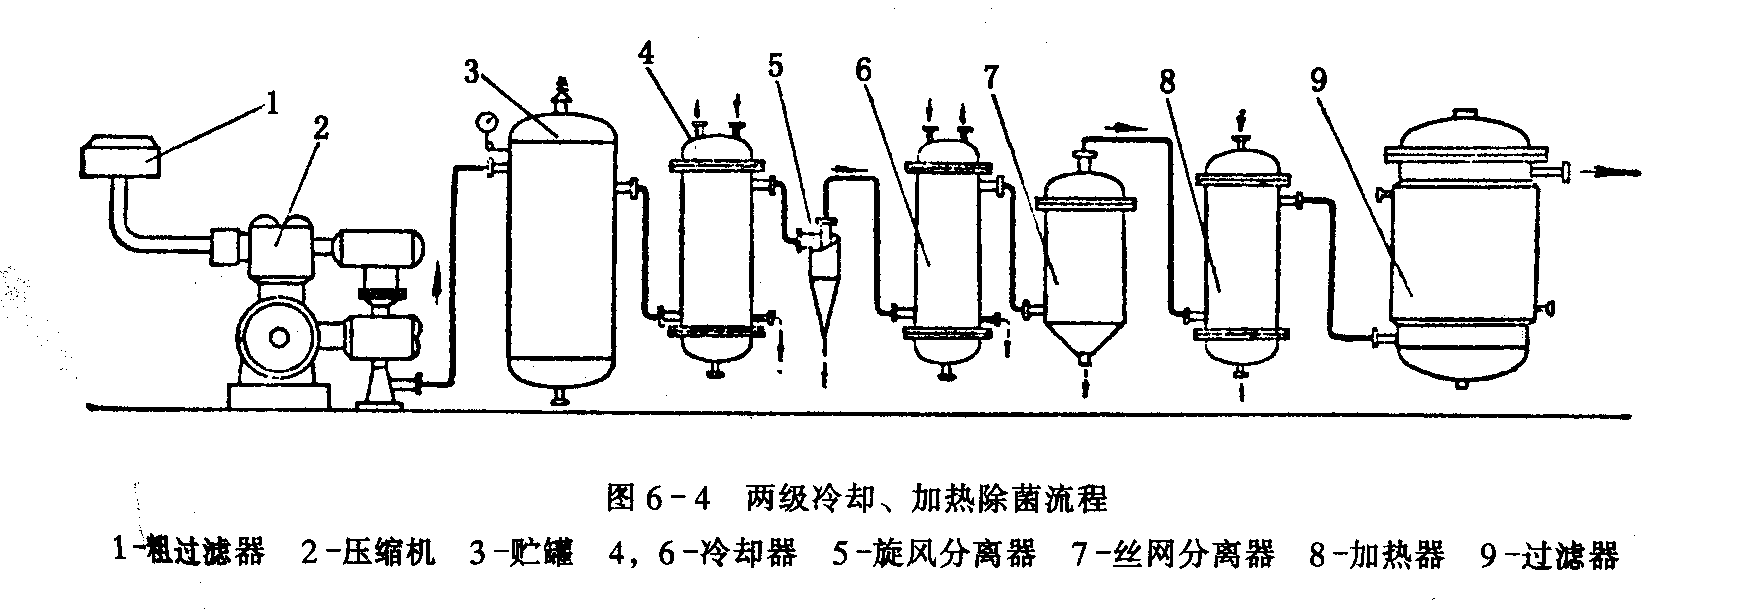 1 2 3 4 5 6 7 8 9
图6-4 两级冷却、加热除菌流程
1-粗过滤器 2-压缩机 3-贮罐 4，6-冷却器 5-旋风分离器 7-丝网分离器 8-加热器 9-过滤器